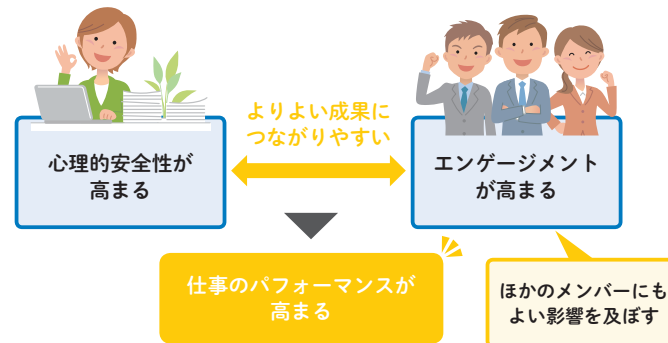 よりよい成果に
つながりやすい
心理的安全性が
高まる
エンゲージメント
が高まる
仕事のパフォーマンスが
高まる
ほかのメンバーにも
よい影響を及ぼす